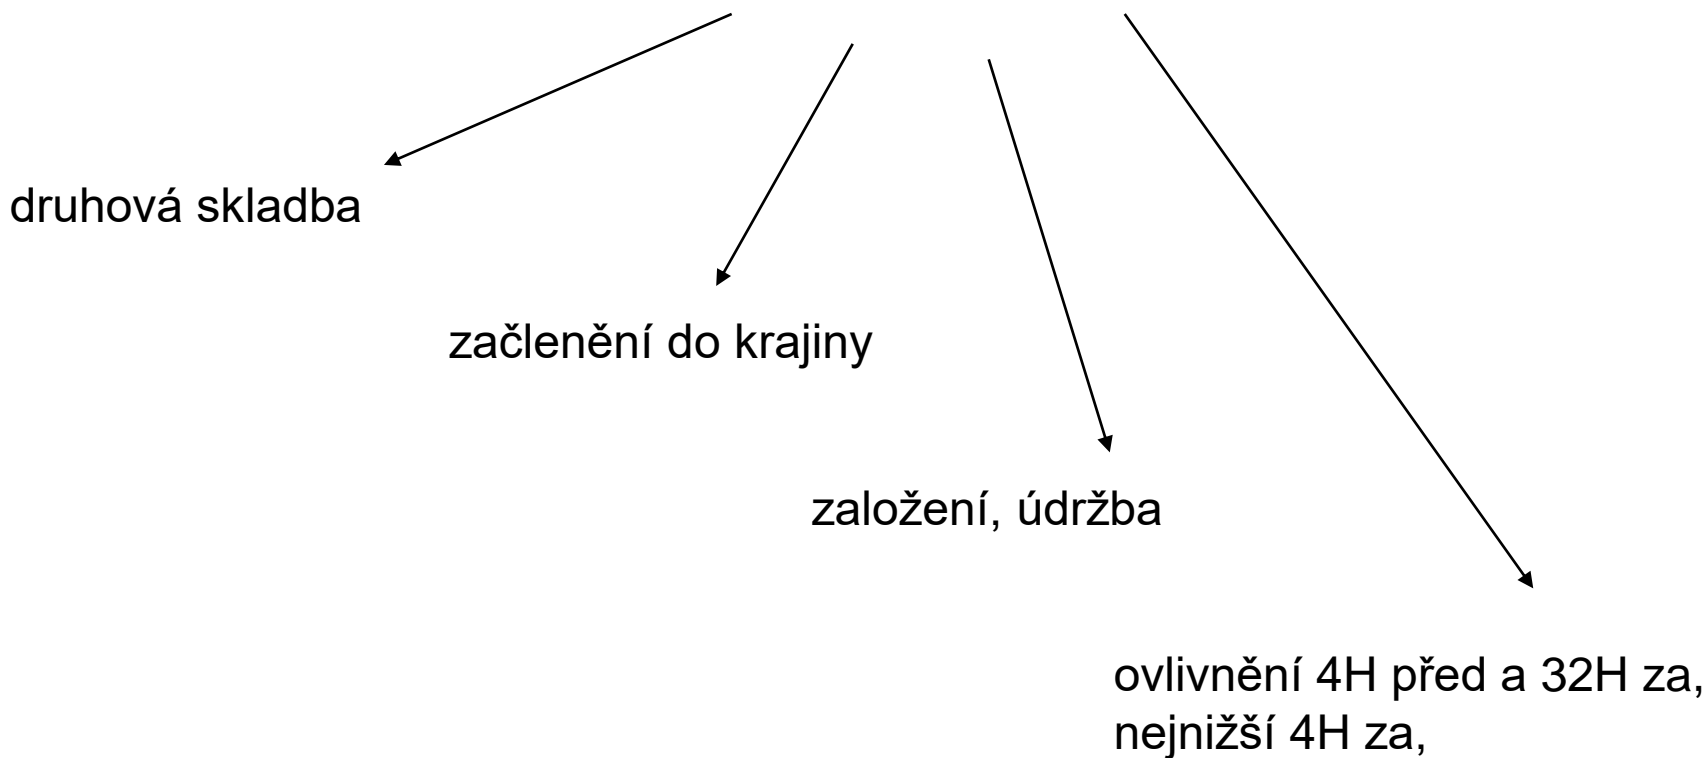 druhová skladba
začlenění do krajiny
založení, údržba
ovlivnění 4H před a 32H za,
nejnižší 4H za,